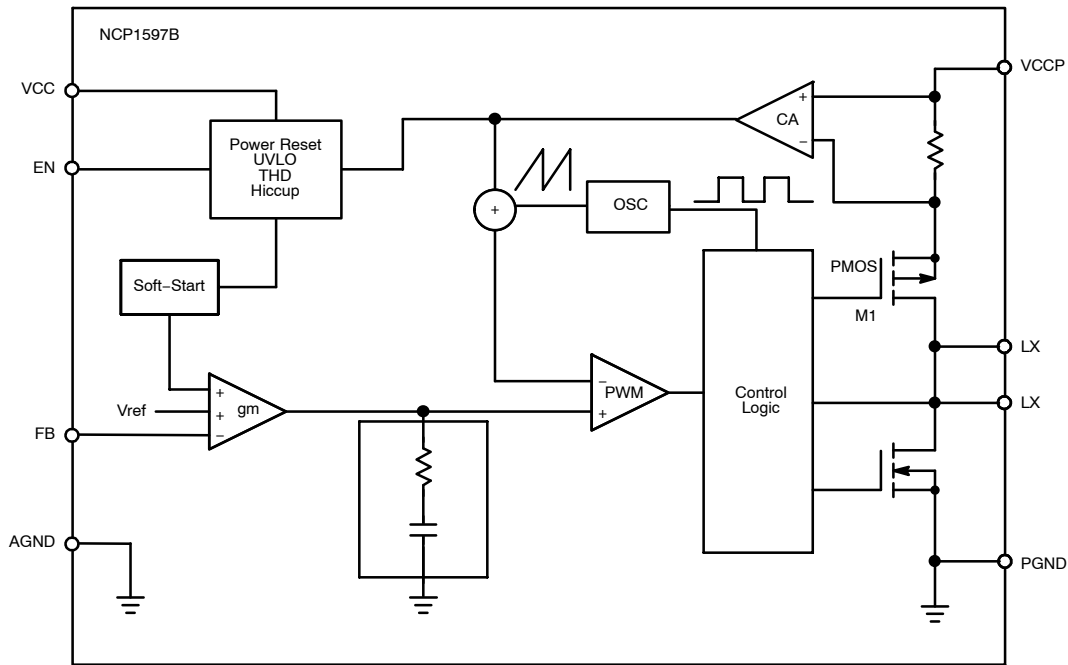 NCP1597B
VCC
VCCP
+
CA
−
Power Reset
UVLO
THD
Hiccup
EN
+
OSC
Soft−Start
PMOS
M1
LX
−
PWM
+
Control
Logic
LX
+
Vref
+
gm
−
FB
AGND
PGND